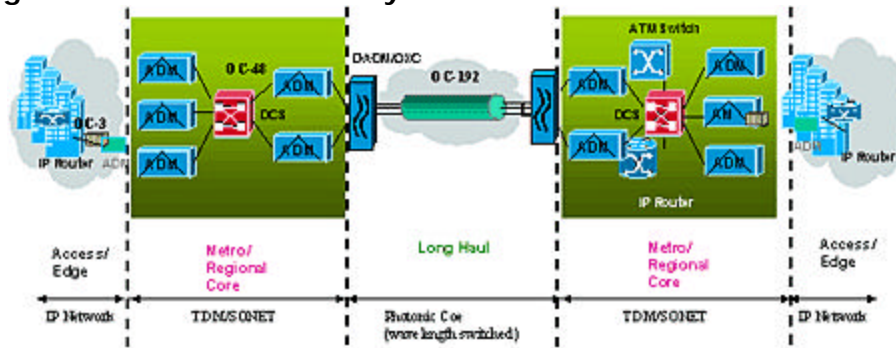 ATM Switch
OADM/OXC
OC-48
OC-192
ADM
ADM
ADM
ADM
ADM
DCS
ADM
ADM
DCS
ADM
ADM
OC-3
IP Router
ADM
IP Router
ADM
IP Router
Access/
Edge
Metro/
Regional
Core
Long Haul
Metro/
Regional
Core
Access/
Edge
IP Network
TDM/SONET
Photonic Cor
(wavelength switched)
TDM/SONET
IP Network